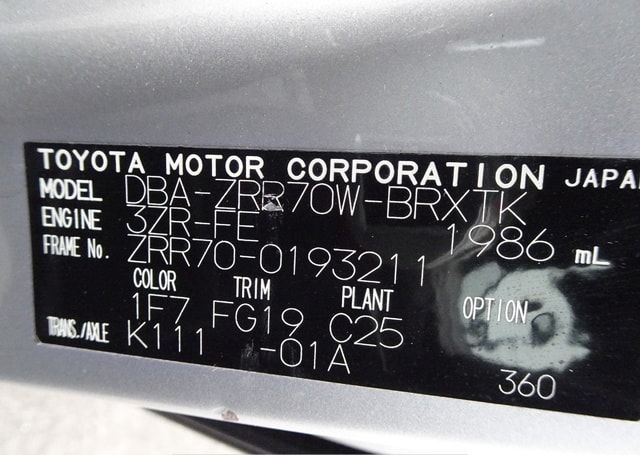 TOYOTA MOTOR CORPORATION JAPA
MODEL DBA-ZRR70W-BRXTK
ENGINE 3ZR-FE 1986 mL
FRAME No. ZRR70-0193211
COLOR TRIM PLANT OPTION
1F7 FG19 C25
TRANS./AXLE K111 -01A
360